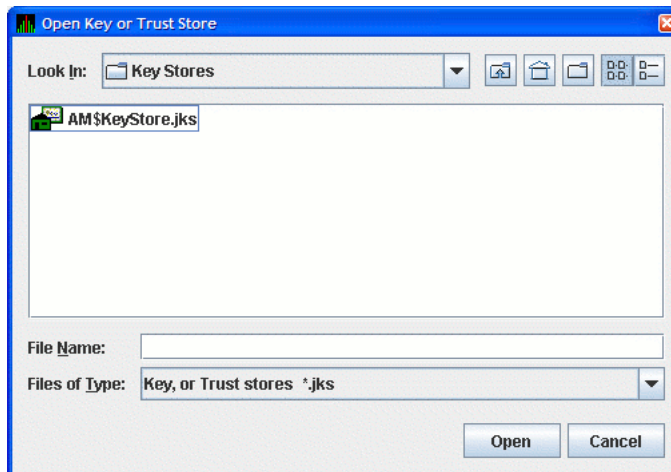 Open Key or Trust Store
Look In: Key Stores
AM$KeyStore.jks
File Name:
Files of Type: Key, or Trust stores *.jks
Open Cancel